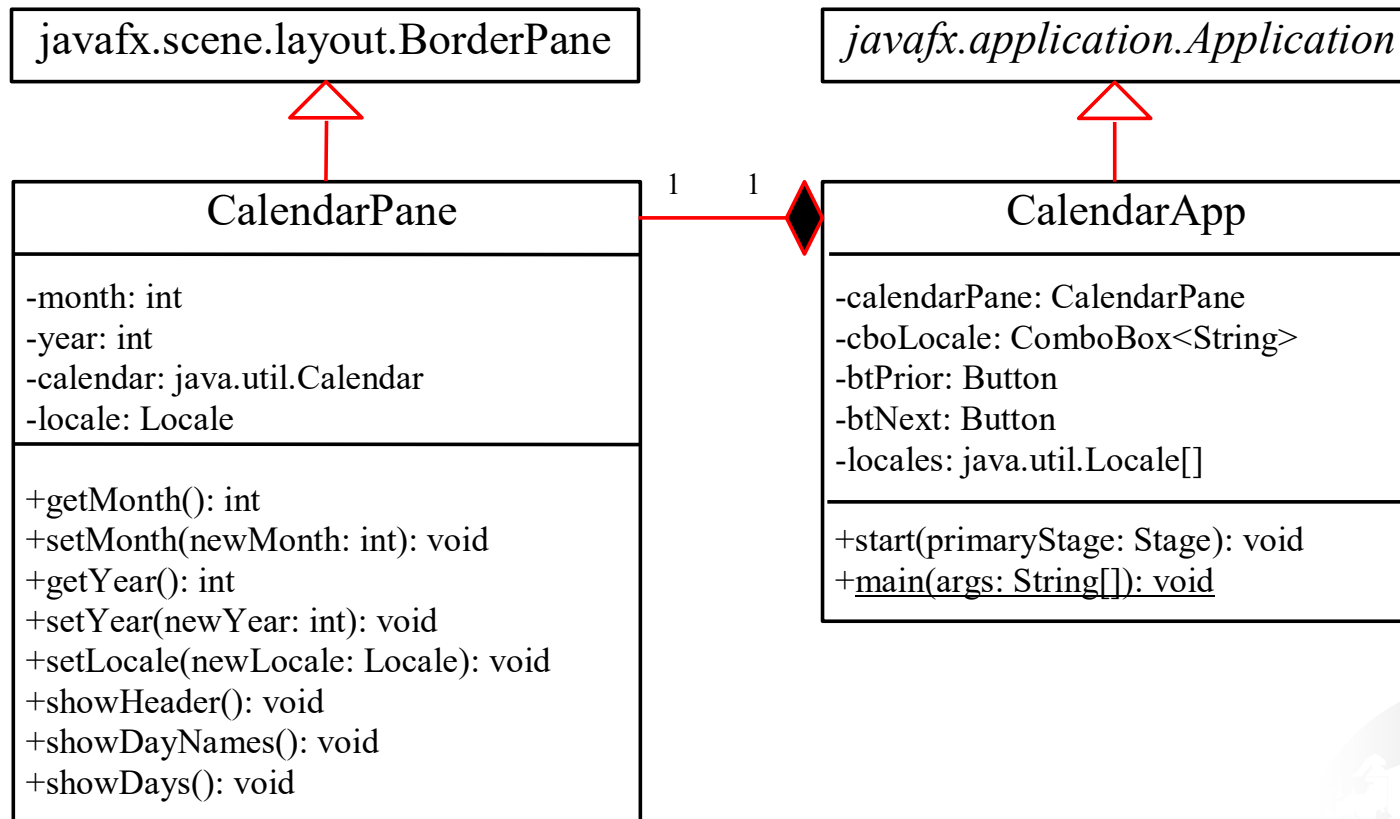 javafx.scene.layout.BorderPane
javafx.application.Application
CalendarPane
-month: int
-year: int
-calendar: java.util.Calendar
-locale: Locale
+getMonth(): int
+setMonth(newMonth: int): void
+getYear(): int
+setYear(newYear: int): void
+setLocale(newLocale: Locale): void
+showHeader(): void
+showDayNames(): void
+showDays(): void
1 1
CalendarApp
-calendarPane: CalendarPane
-cboLocale: ComboBox<String>
-btPrior: Button
-btNext: Button
-locales: java.util.Locale[]
+start(primaryStage: Stage): void
+main(args: String[]): void